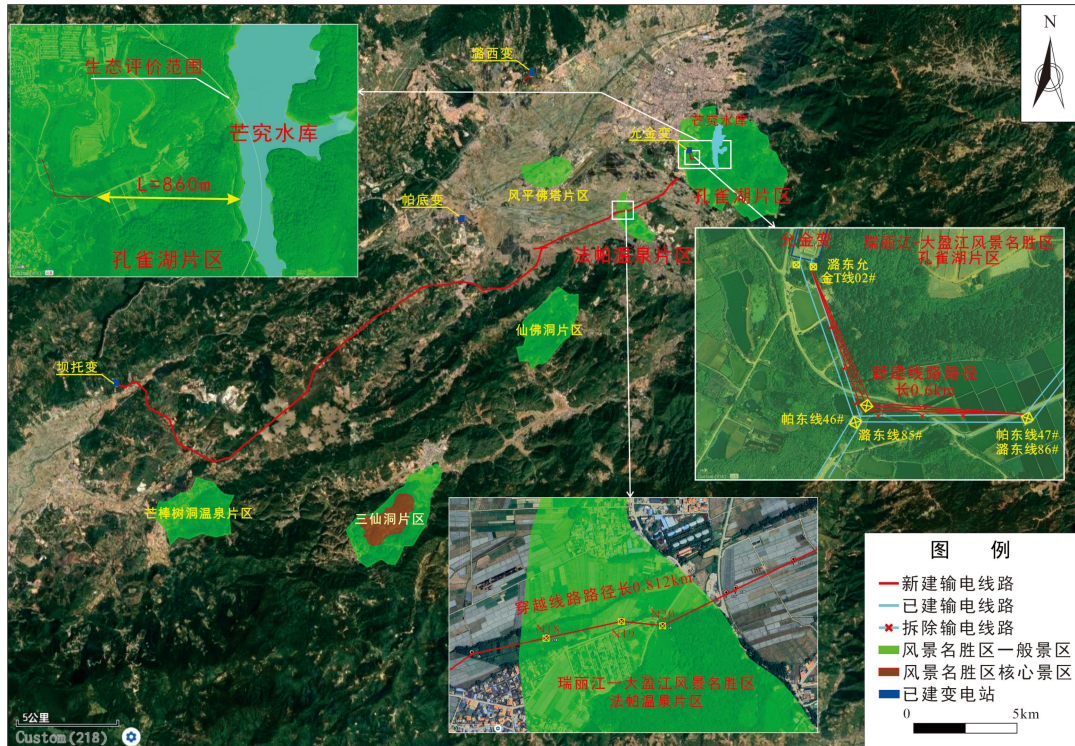 N
潞西变
芒究水库
允金变
孔雀湖片区
风平佛塔片区
帕底变
法帕温泉片区
仙佛洞片区
坝托变
芒棒树洞温泉片区
三仙洞片区
生态评价范围
芒究水库
L=860m
孔雀湖片区
允金变
瑞丽江-大盈江风景名胜区
孔雀湖片区
潞东允
金T线02#
新建线路路径
长0.6km
帕东线46#
潞东线85#
帕东线47#
潞东线86#
穿越线路路径长0.812km
N18
N19
N20
瑞丽江一大盈江风景名胜区
法帕温泉片区
图 例
新建输电线路
已建输电线路
拆除输电线路
风景名胜区一般景区
风景名胜区核心景区
已建变电站
0 5km
5公里
Custom(218)